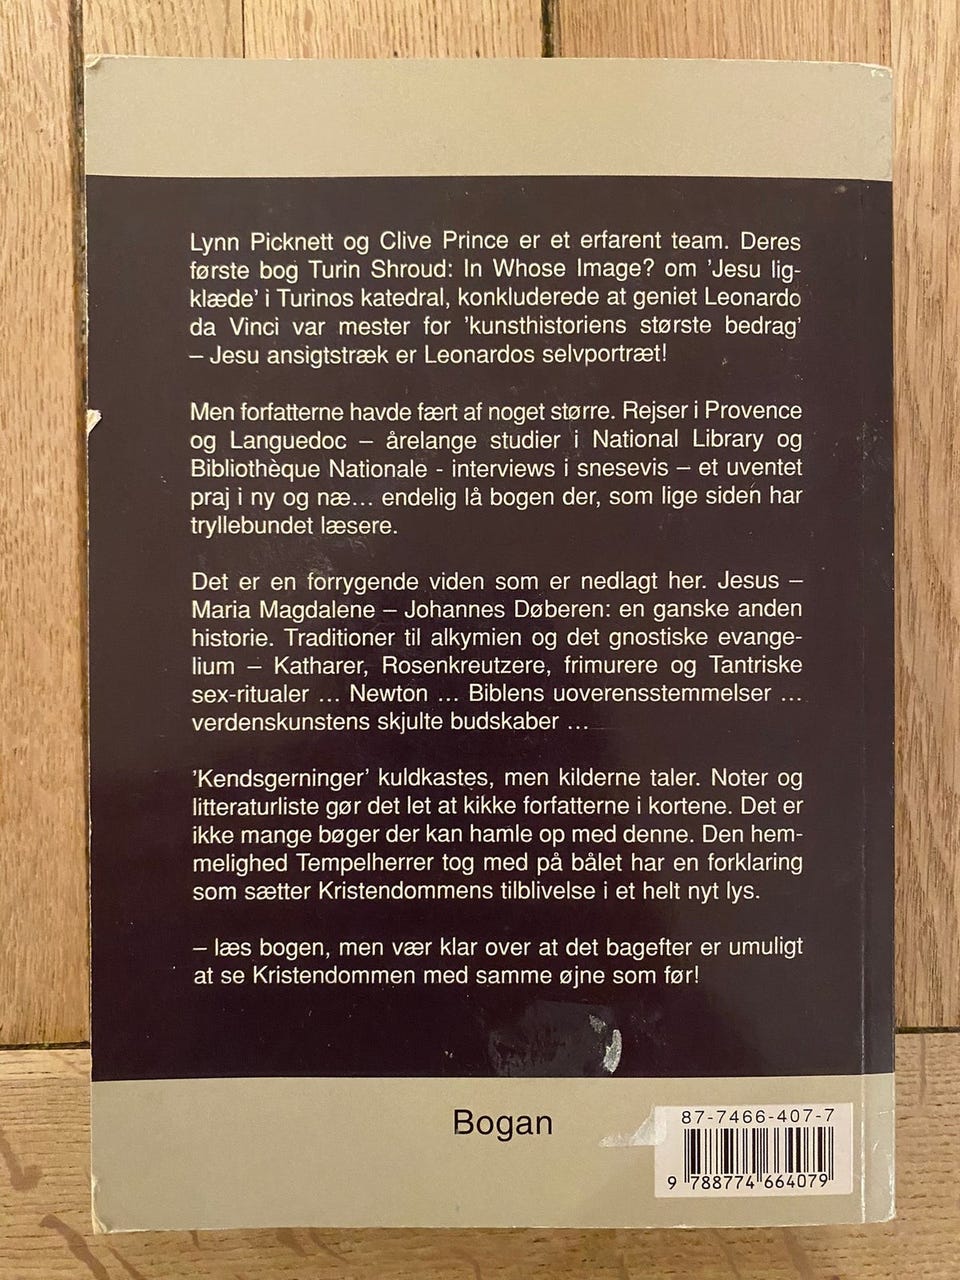 Lynn Picknett og Clive Prince er et erfarent team. Deres
første bog Turin Shroud: In Whose Image? om 'Jesu lig-
klæde' i Turinos katedral, konkluderede at geniet Leonardo
da Vinci var mester for 'kunsthistoriens største bedrag'
– Jesu ansigtstræk er Leonardos selvportræt!
Men forfatterne havde fært af noget større. Rejser i Provence
og Languedoc – årelange studier i National Library og
Bibliothèque Nationale - interviews i snesevis – et uventet
praj i ny og næ... endelig lå bogen der, som lige siden har
tryllebundet læsere.
Det er en forrygende viden som er nedlagt her. Jesus –
Maria Magdalene – Johannes Døberen: en ganske anden
historie. Traditioner til alkymien og det gnostiske evange-
lium – Katharer, Rosenkreutzere, frimurere og Tantriske
sex-ritualer ... Newton ... Biblens uoverensstemmelser ...
verdenskunstens skjulte budskaber ...
'Kendsgerninger' kuldkastes, men kilderne taler. Noter og
litteraturliste gør det let at kikke forfatterne i kortene. Det er
ikke mange bøger der kan hamle op med denne. Den hem-
melighed Tempelherrer tog med på bålet har en forklaring
som sætter Kristendommens tilblivelse i et helt nyt lys.
– læs bogen, men vær klar over at det bagefter er umuligt
at se Kristendommen med samme øjne som før!
Bogan
87-7466-407-7
9 788774 664079